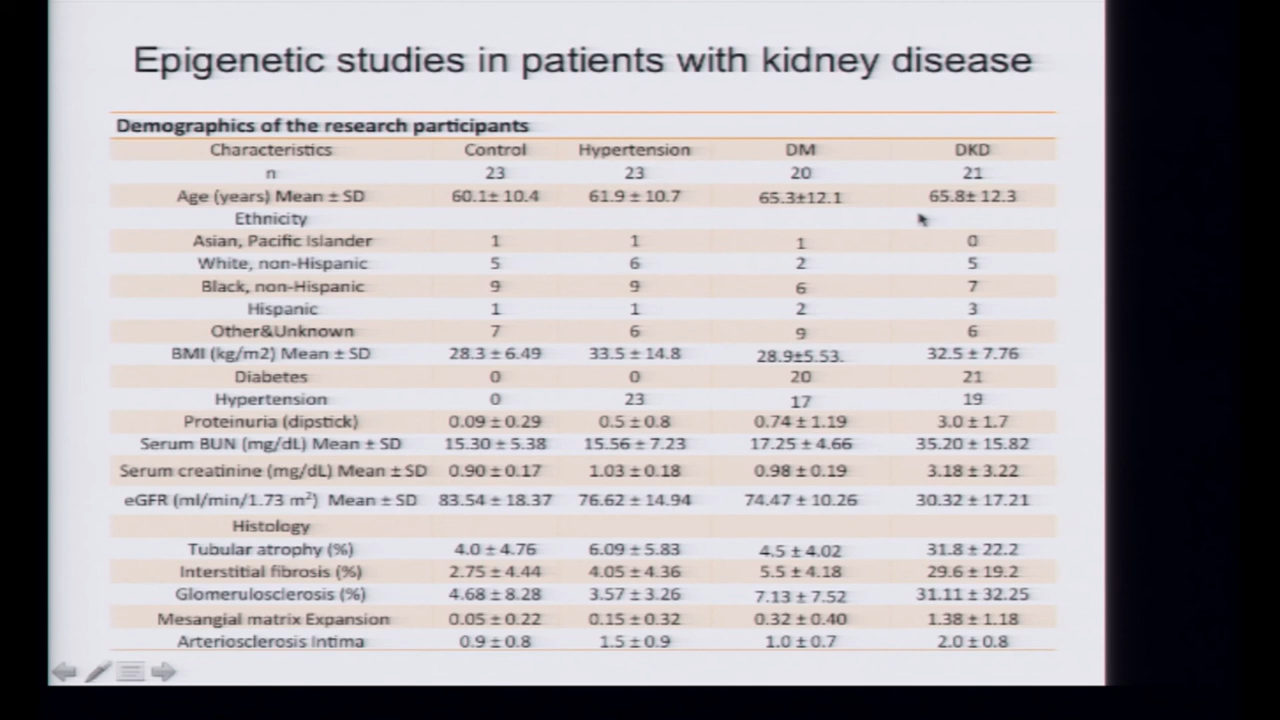 Epigenetic studies in patients with kidney disease
Demographics of the research participants
Characteristics Control Hypertension DM DKD
n 23 23 20 21
Age (years) Mean ± SD 60.1± 10.4 61.9 ± 10.7 65.3±12.1 65.8± 12.3
Ethnicity
Asian, Pacific Islander 1 1 1 0
White, non-Hispanic 5 6 2 5
Black, non-Hispanic 9 9 6 7
Hispanic 1 1 2 3
Other&Unknown 7 6 9 6
BMI (kg/m2) Mean ± SD 28.3 ± 6.49 33.5 ± 14.8 28.9±5.53. 32.5 ± 7.76
Diabetes 0 0 20 21
Hypertension 0 23 17 19
Proteinuria (dipstick) 0.09 ± 0.29 0.5 ± 0.8 0.74 ± 1.19 3.0 ± 1.7
Serum BUN (mg/dL) Mean ± SD 15.30 ± 5.38 15.56 ± 7.23 17.25 ± 4.66 35.20 ± 15.82
Serum creatinine (mg/dL) Mean ± SD 0.90 ± 0.17 1.03 ± 0.18 0.98 ± 0.19 3.18 ± 3.22
eGFR (ml/min/1.73 m²) Mean ± SD 83.54 ± 18.37 76.62 ± 14.94 74.47 ± 10.26 30.32 ± 17.21
Histology
Tubular atrophy (%) 4.0 ± 4.76 6.09 ± 5.83 4.5 ± 4.02 31.8 ± 22.2
Interstitial fibrosis (%) 2.75 ± 4.44 4.05 ± 4.36 5.5 ± 4.18 29.6 ± 19.2
Glomerulosclerosis (%) 4.68 ± 8.28 3.57 ± 3.26 7.13 ± 7.52 31.11 ± 32.25
Mesangial matrix Expansion 0.05 ± 0.22 0.15 ± 0.32 0.32 ± 0.40 1.38 ± 1.18
Arteriosclerosis Intima 0.9 ± 0.8 1.5 ± 0.9 1.0 ± 0.7 2.0 ± 0.8